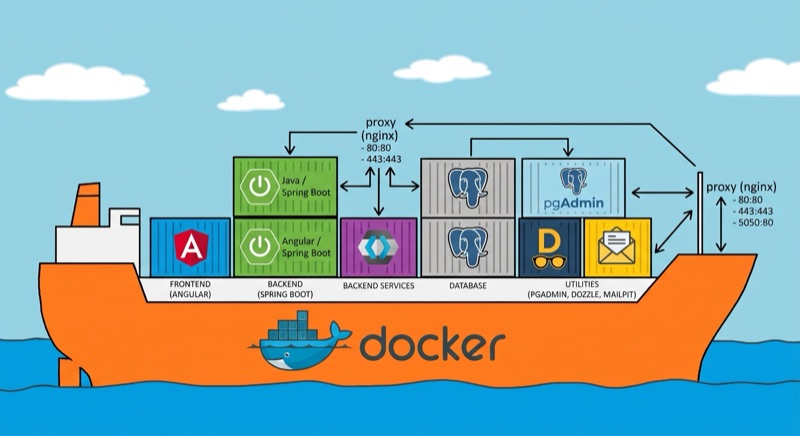 proxy
(nginx)
- 80:80
- 443:443
Java /
Spring Boot
pgAdmin
proxy (nginx)
- 80:80
- 443:443
- 5050:80
Angular /
Spring Boot
D
FRONTEND
(ANGULAR)
BACKEND
(SPRING BOOT)
BACKEND SERVICES
DATABASE
UTILITIES
(PGADMIN, DOZZLE, MAILPIT)
docker